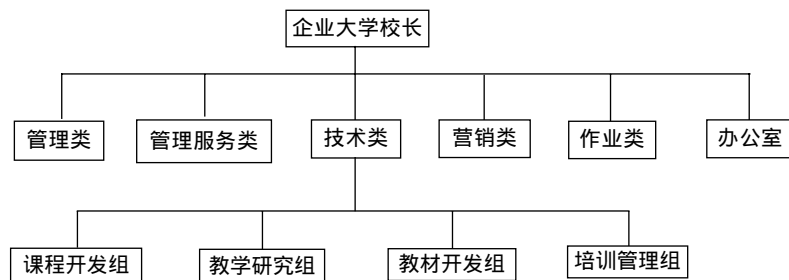 企业大学校长
管理类
管理服务类
技术类
营销类
作业类
办公室
课程开发组
教学研究组
教材开发组
培训管理组